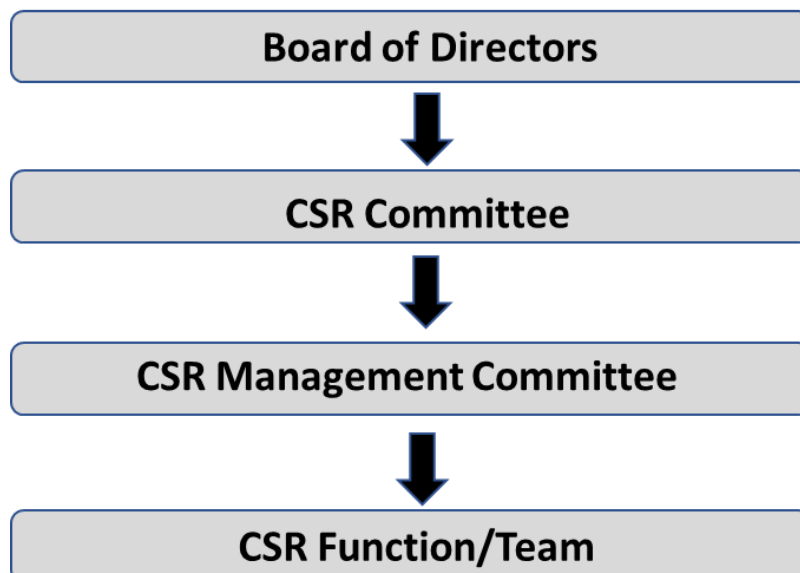 Board of Directors
CSR Committee
CSR Management Committee
CSR Function/Team